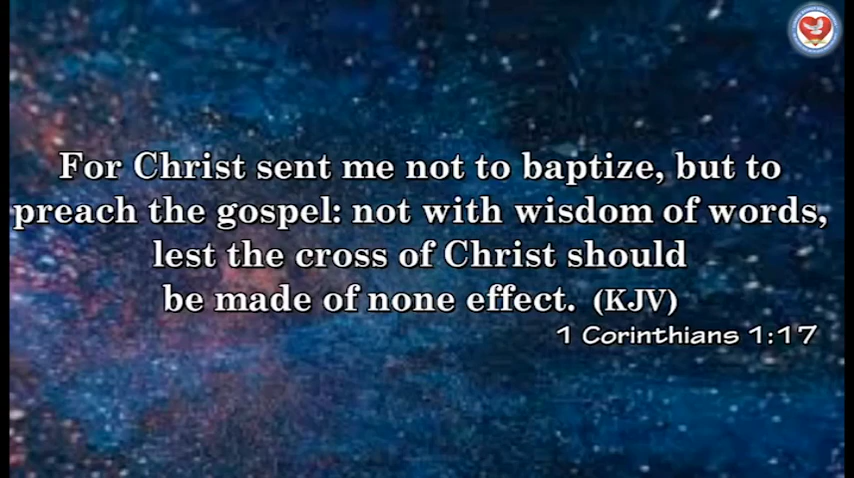 For Christ sent me not to baptize, but to
preach the gospel: not with wisdom of words,
lest the cross of Christ should
be made of none effect. (KJV)
1 Corinthians 1:17